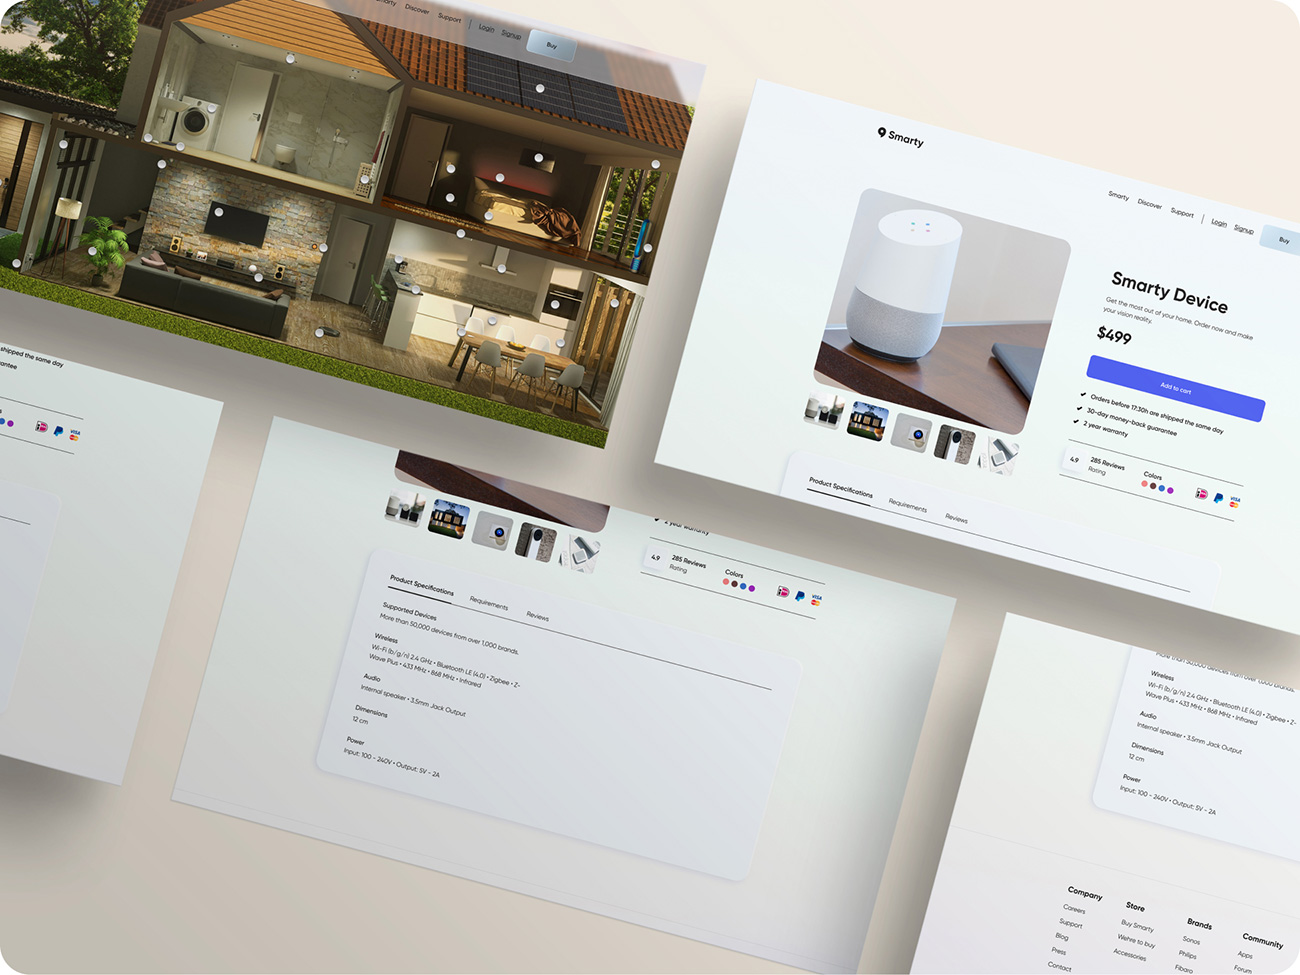 Smarty
Discover
Support
Login
Signup
Buy
Smarty
Smarty
Discover
Support
Login
Signup
Buy
Smarty Device
Get the most out of your home. Order now and make
your vision reality.
$499
Add to cart
Orders before 17:30h are shipped the same day
30-day money-back guarantee
2 year warranty
4.9
285 Reviews
Rating
Colors
VISA
Product Specifications
Requirements
Reviews
shipped the same day
VISA
2 year warranty
4.9
285 Reviews
Rating
Colors
VISA
Product Specifications
Requirements
Reviews
Supported Devices
More than 50,000 devices from over 1,000 brands.
Wireless
Wi-Fi (b/g/n) 2.4 GHz • Bluetooth LE (4.0) • Zigbee • Z-
Wave Plus • 433 MHz • 868 MHz • Infrared
Audio
Internal speaker • 3.5mm Jack Output
Dimensions
12 cm
Power
Input: 100 - 240V • Output: 5V - 2A
More than 50,000 devices from over 1,000 brands.
Wireless
Wi-Fi (b/g/n) 2.4 GHz • Bluetooth LE (4.0) • Zigbee • Z-
Wave Plus • 433 MHz • 868 MHz • Infrared
Audio
Internal speaker • 3.5mm Jack Output
Dimensions
12 cm
Power
Input: 100 - 240V • Output: 5V - 2A
Company
Careers
Support
Blog
Press
Contact
Store
Buy Smarty
Wehre to buy
Accessories
Brands
Sonos
Philips
Fibaro
Community
Apps
Forum